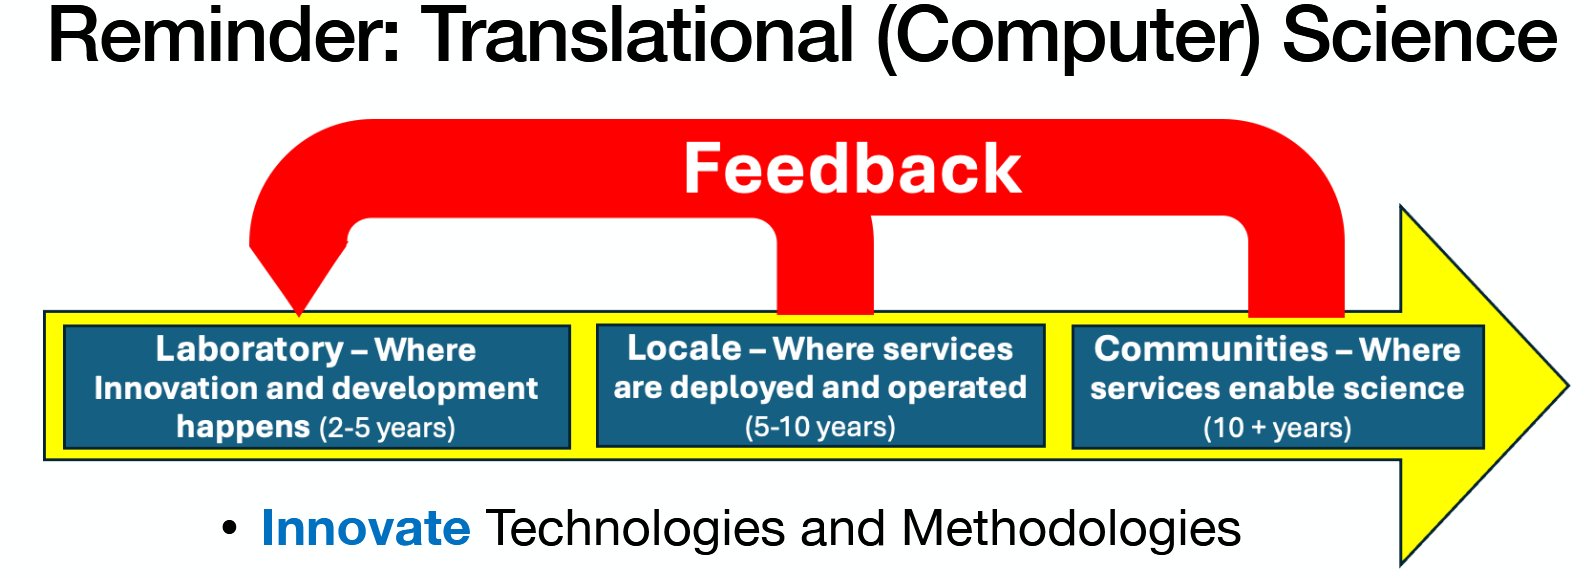 Reminder: Translational (Computer) Science
Feedback
Laboratory – Where
Innovation and development
happens (2-5 years)
Locale – Where services
are deployed and operated
(5-10 years)
Communities – Where
services enable science
(10 + years)
• Innovate Technologies and Methodologies